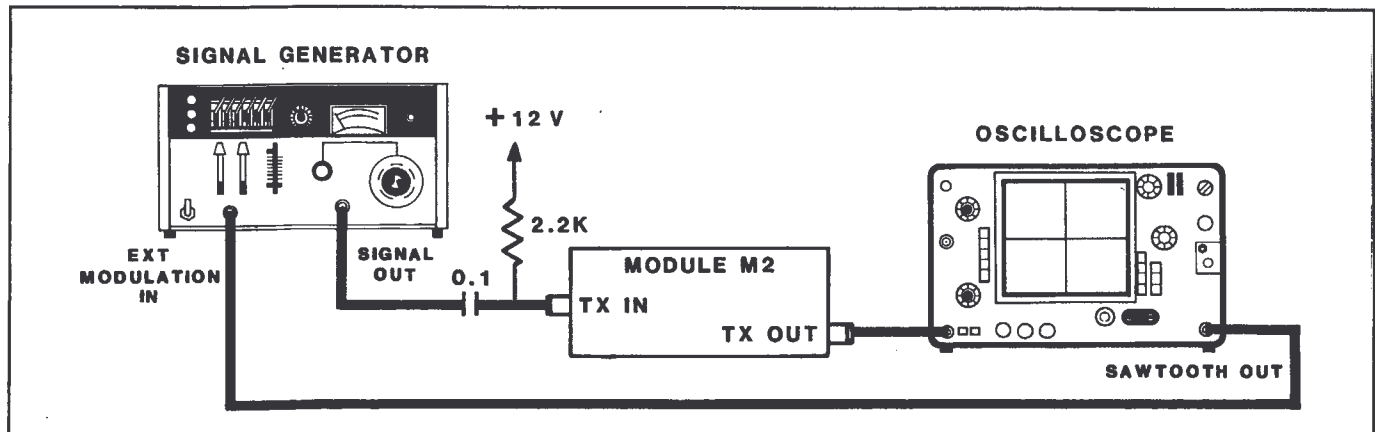 SIGNAL GENERATOR
+12 V
OSCILLOSCOPE
2.2K
EXT
MODULATION
IN
SIGNAL
OUT
0.1
MODULE M2
TX IN
TX OUT
SAWTOOTH OUT